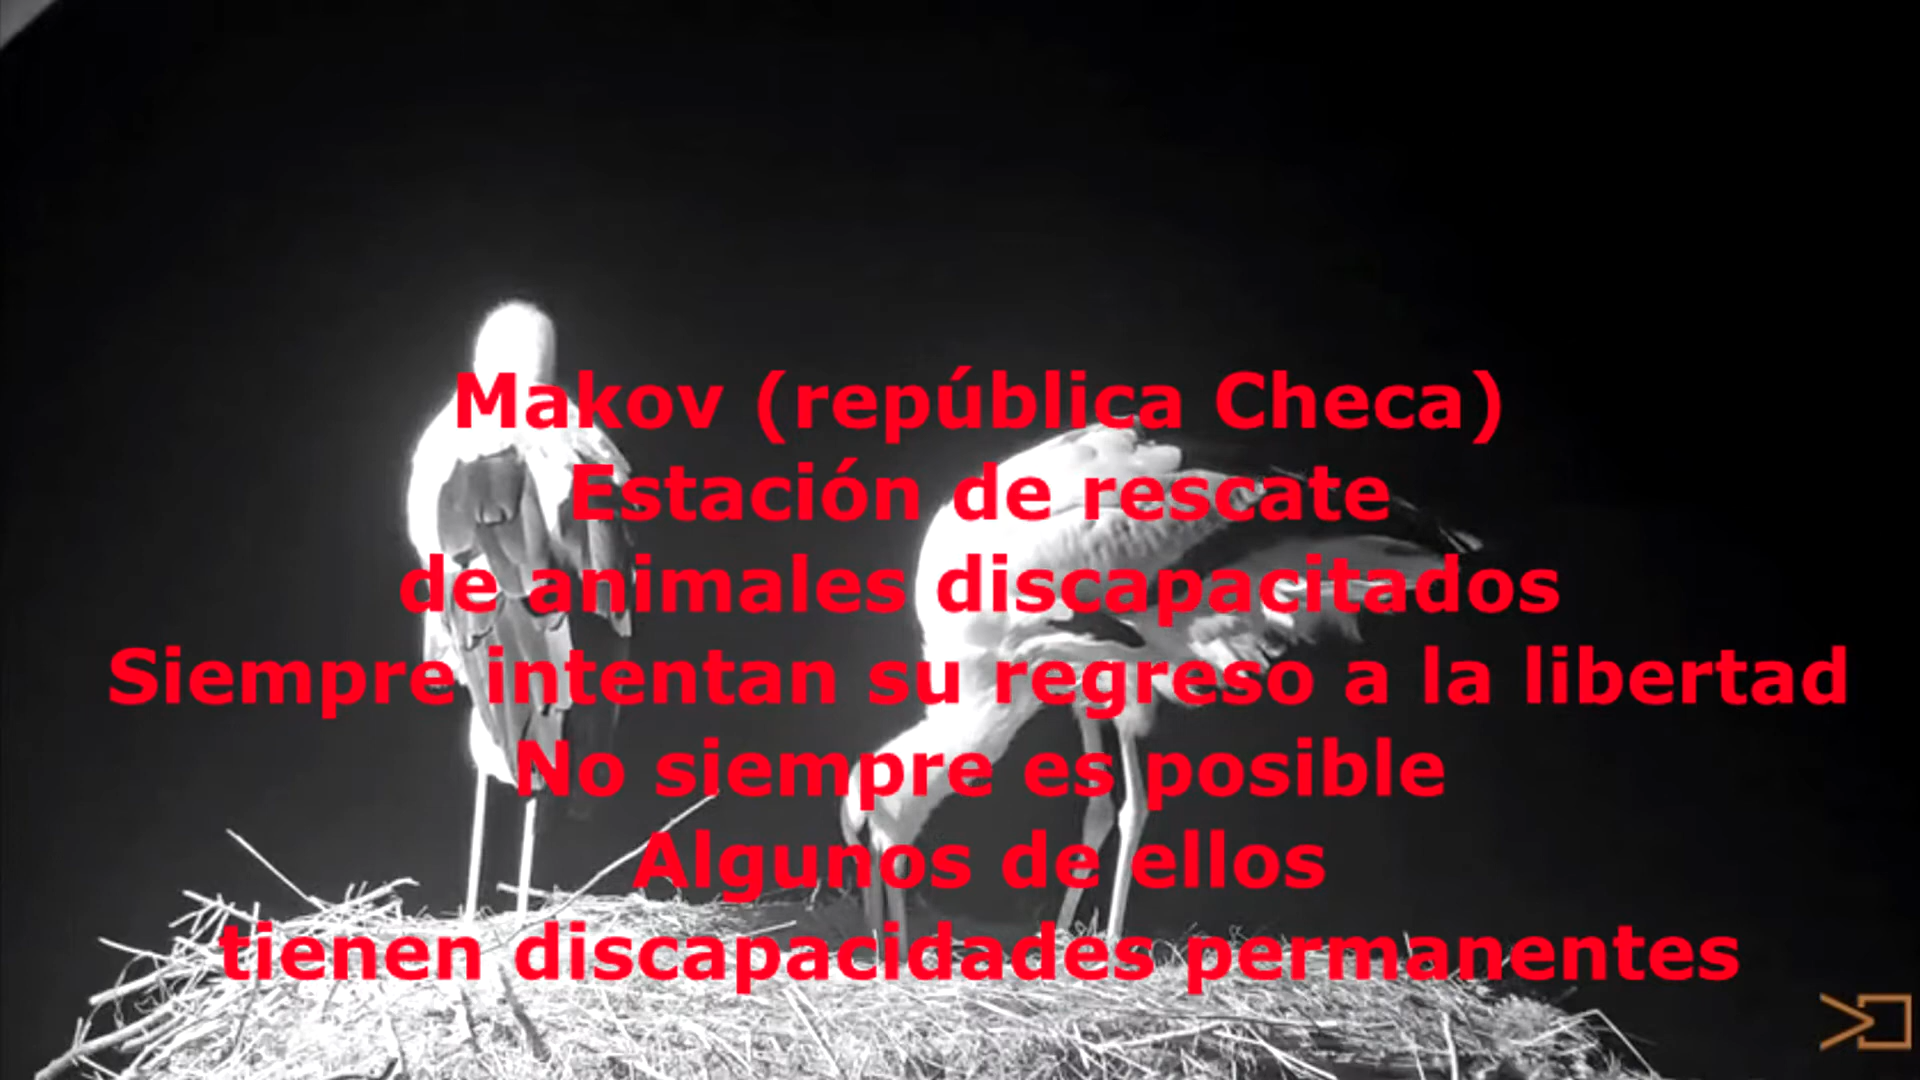 Makov (república Checa)
Estación de rescate
de animales discapacitados
Siempre intentan su regreso a la libertad
No siempre es posible
Algunos de ellos
tienen discapacidades permanentes